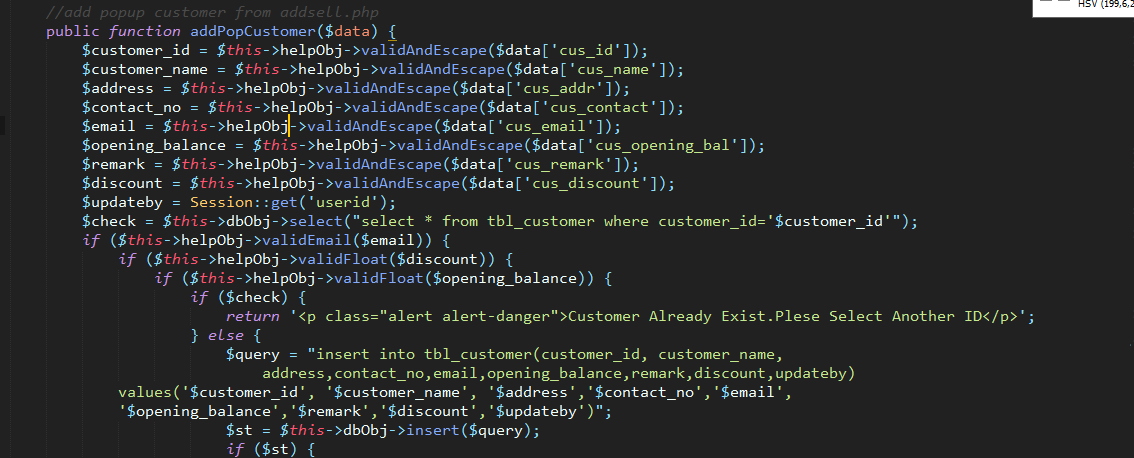 HSV (199,6,2
//add popup customer from addsell.php
public function addPopCustomer($data) {
$customer_id = $this->helpObj->validAndEscape($data['cus_id']);
$customer_name = $this->helpObj->validAndEscape($data['cus_name']);
$address = $this->helpObj->validAndEscape($data['cus_addr']);
$contact_no = $this->helpObj->validAndEscape($data['cus_contact']);
$email = $this->helpObj->validAndEscape($data['cus_email']);
$opening_balance = $this->helpObj->validAndEscape($data['cus_opening_bal']);
$remark = $this->helpObj->validAndEscape($data['cus_remark']);
$discount = $this->helpObj->validAndEscape($data['cus_discount']);
$updateby = Session::get('userid');
$check = $this->dbObj->select("select * from tbl_customer where customer_id='$customer_id'");
if ($this->helpObj->validEmail($email)) {
if ($this->helpObj->validFloat($discount)) {
if ($this->helpObj->validFloat($opening_balance)) {
if ($check) {
return '<p class="alert alert-danger">Customer Already Exist.Plese Select Another ID</p>';
} else {
$query = "insert into tbl_customer(customer_id, customer_name,
address,contact_no,email,opening_balance,remark,discount,updateby)
values('$customer_id', '$customer_name', '$address','$contact_no','$email',
'$opening_balance','$remark','$discount','$updateby')";
$st = $this->dbObj->insert($query);
if ($st) {